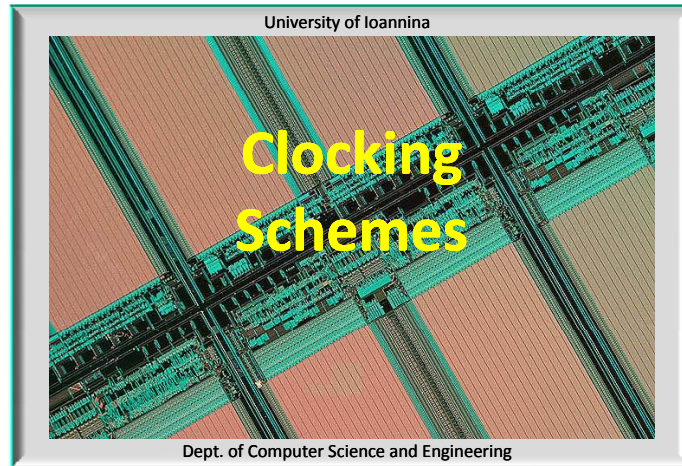 University of Ioannina
Clocking
Schemes
Dept. of Computer Science and Engineering